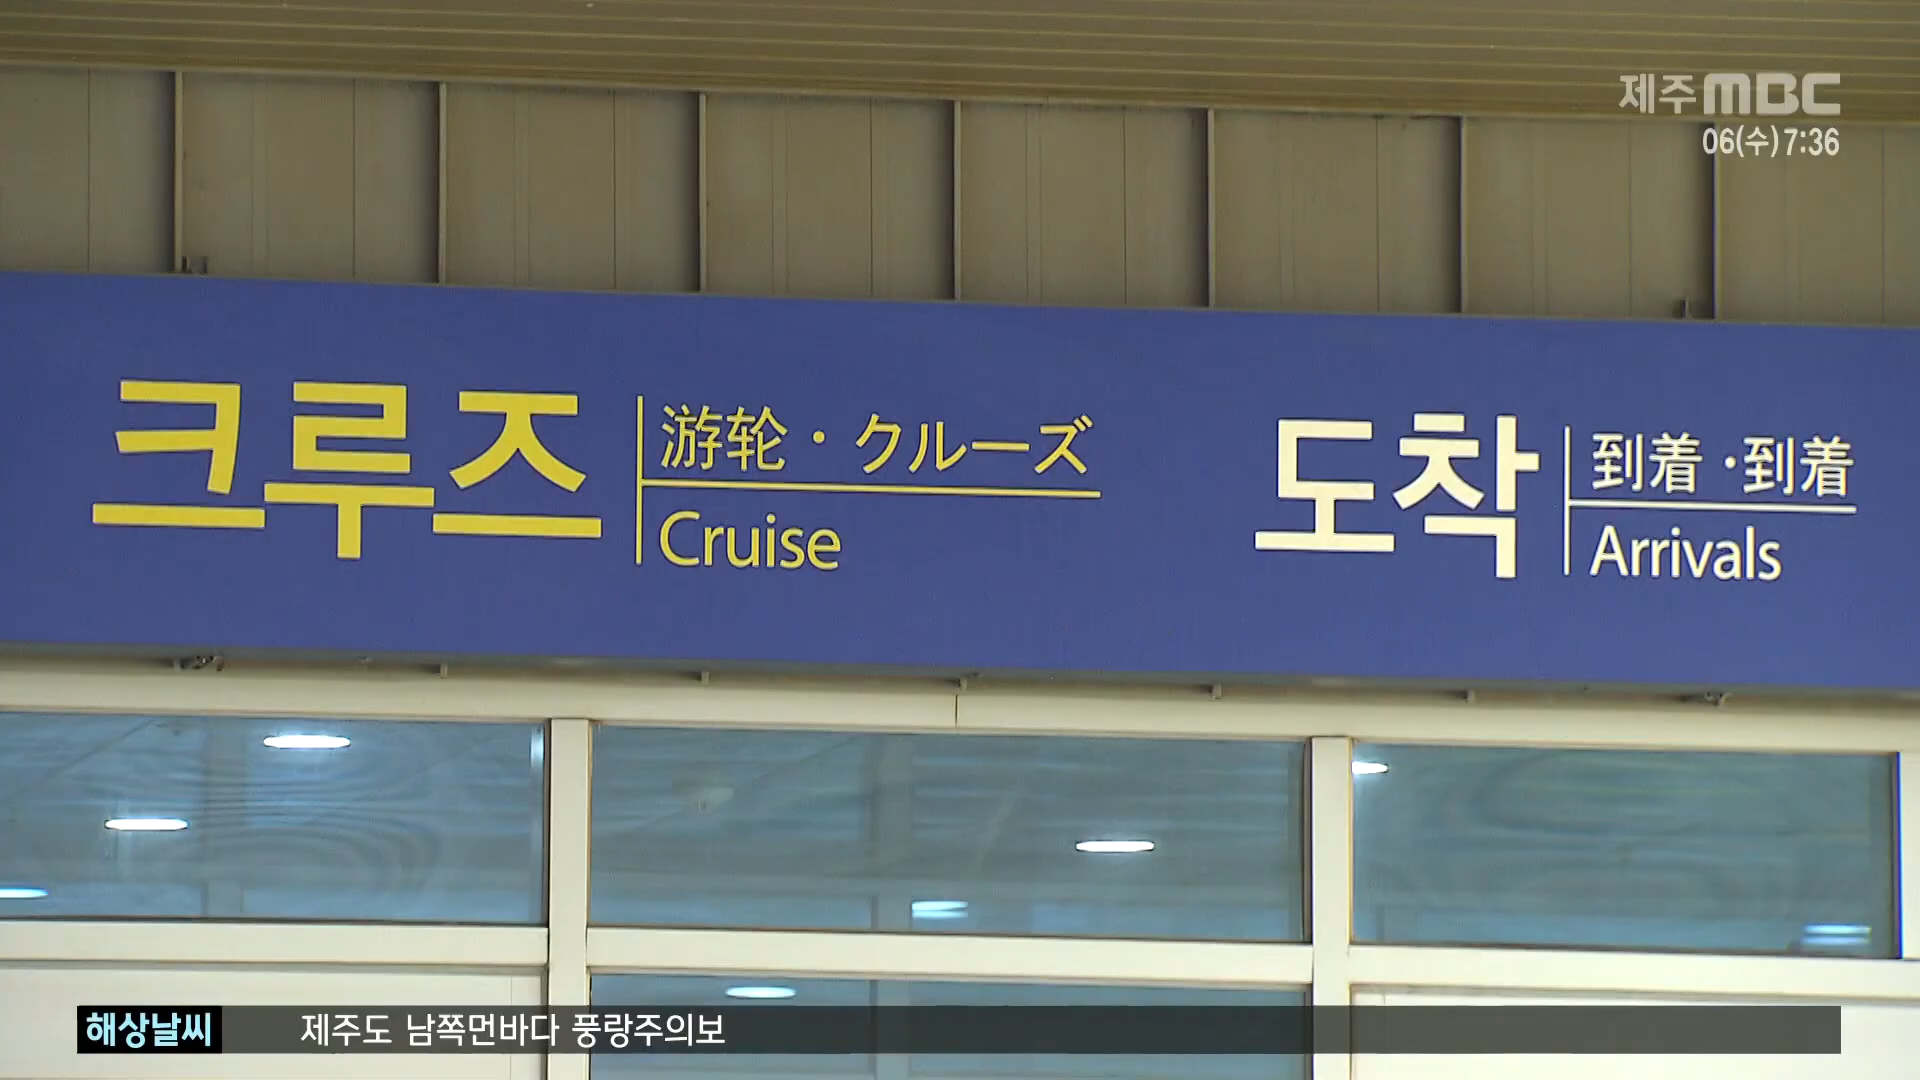 제주MBC
06(수)7:36
크루즈
游轮・クルーズ
Cruise
도착
到着・到着
Arrivals
해상날씨 제주도 남쪽먼바다 풍랑주의보